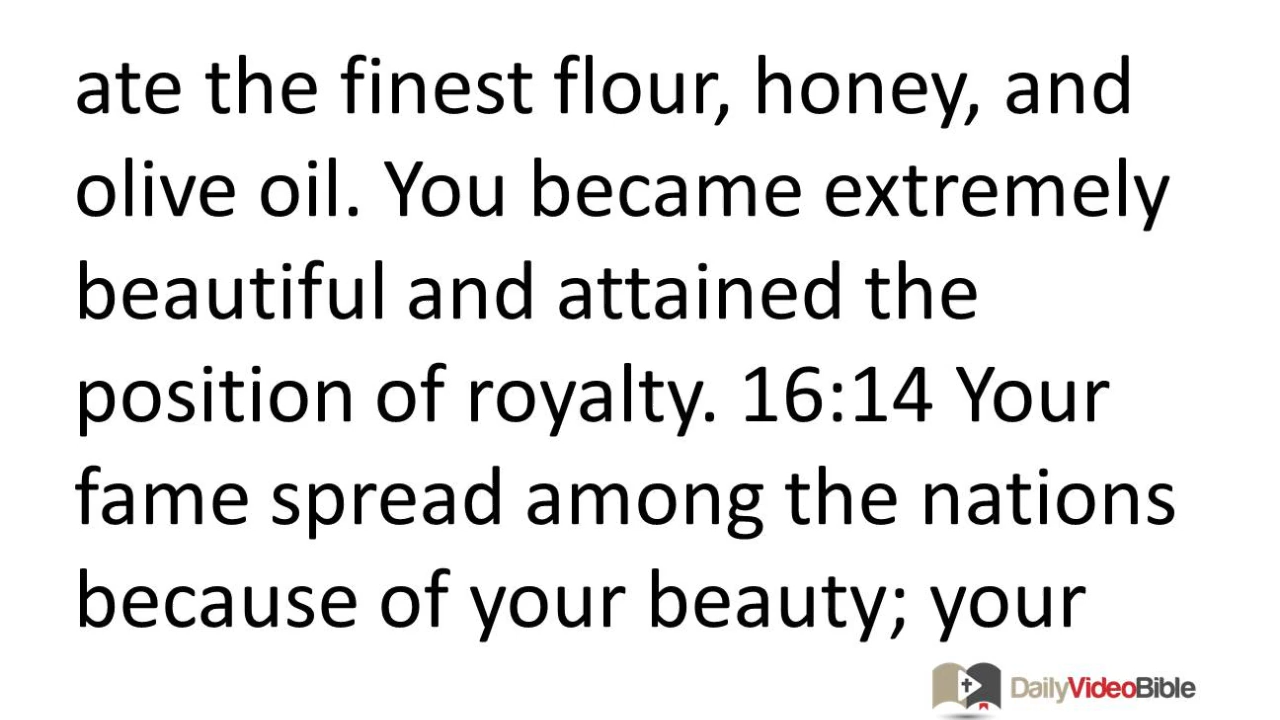 ate the finest flour, honey, and
olive oil. You became extremely
beautiful and attained the
position of royalty. 16:14 Your
fame spread among the nations
because of your beauty; your
DailyVideoBible